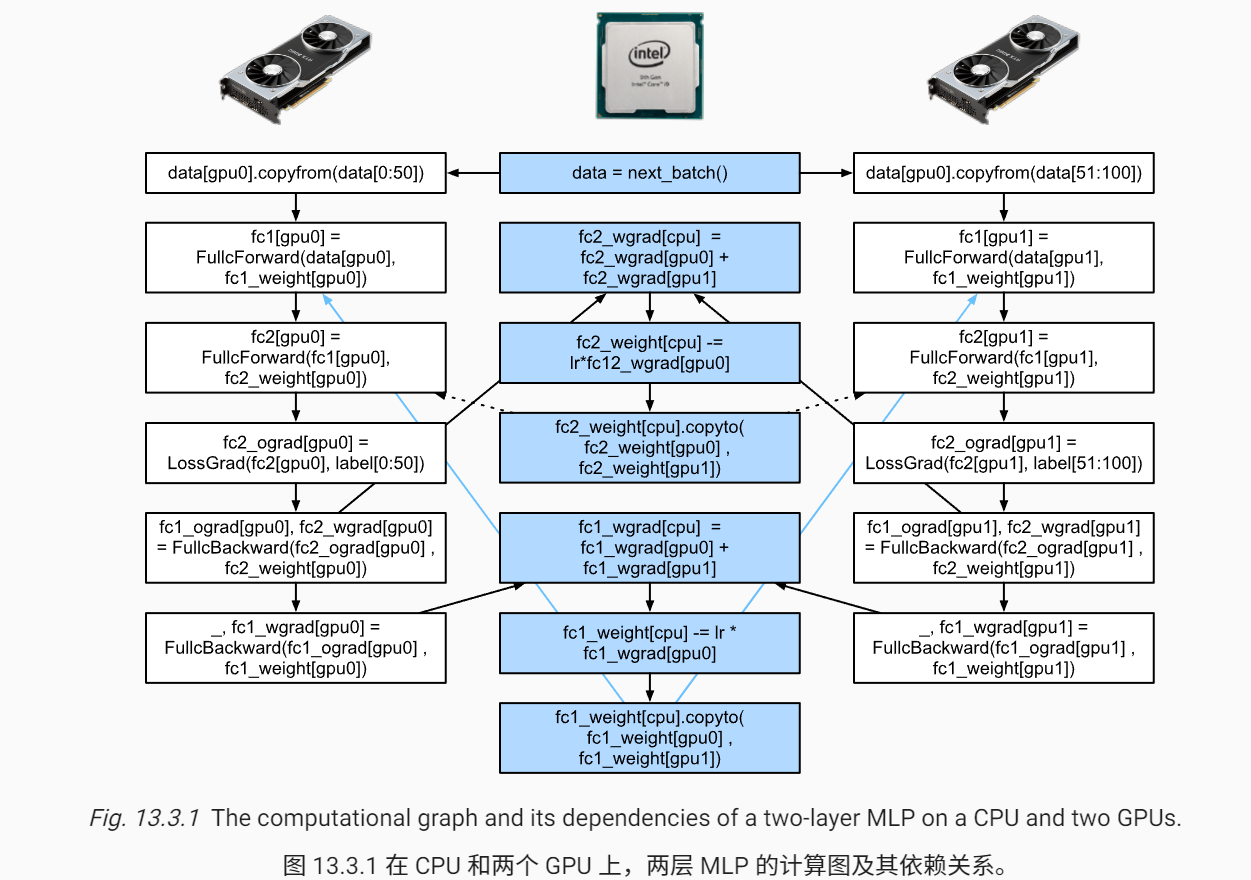 intel
data[gpu0].copyfrom(data[0:50])
data = next_batch()
data[gpu0].copyfrom(data[51:100])
fc1[gpu0] =
FullcForward(data[gpu0],
fc1_weight[gpu0])
fc2_wgrad[cpu]  =
fc2_wgrad[gpu0] +
fc2_wgrad[gpu1]
fc1[gpu1] =
FullcForward(data[gpu1],
fc1_weight[gpu1])
fc2[gpu0] =
FullcForward(fc1[gpu0],
fc2_weight[gpu0])
fc2_weight[cpu] -=
lr*fc12_wgrad[gpu0]
fc2[gpu1] =
FullcForward(fc1[gpu1],
fc2_weight[gpu1])
fc2_weight[cpu].copyto(
fc2_weight[gpu0] ,
fc2_weight[gpu1])
fc2_ograd[gpu0] =
LossGrad(fc2[gpu0], label[0:50])
fc2_ograd[gpu1] =
LossGrad(fc2[gpu1], label[51:100])
fc1_ograd[gpu0], fc2_wgrad[gpu0]
= FullcBackward(fc2_ograd[gpu0] ,
fc2_weight[gpu0])
fc1_wgrad[cpu]  =
fc1_wgrad[gpu0] +
fc1_wgrad[gpu1]
fc1_ograd[gpu1], fc2_wgrad[gpu1]
= FullcBackward(fc2_ograd[gpu1] ,
fc2_weight[gpu1])
_, fc1_wgrad[gpu0] =
FullcBackward(fc1_ograd[gpu0] ,
fc1_weight[gpu0])
fc1_weight[cpu] -= lr *
fc1_wgrad[gpu0]
_, fc1_wgrad[gpu1] =
FullcBackward(fc1_ograd[gpu1] ,
fc1_weight[gpu1])
fc1_weight[cpu].copyto(
fc1_weight[gpu0] ,
fc1_weight[gpu1])
Fig. 13.3.1 The computational graph and its dependencies of a two-layer MLP on a CPU and two GPUs.
图 13.3.1 在 CPU 和两个 GPU 上，两层 MLP 的计算图及其依赖关系。